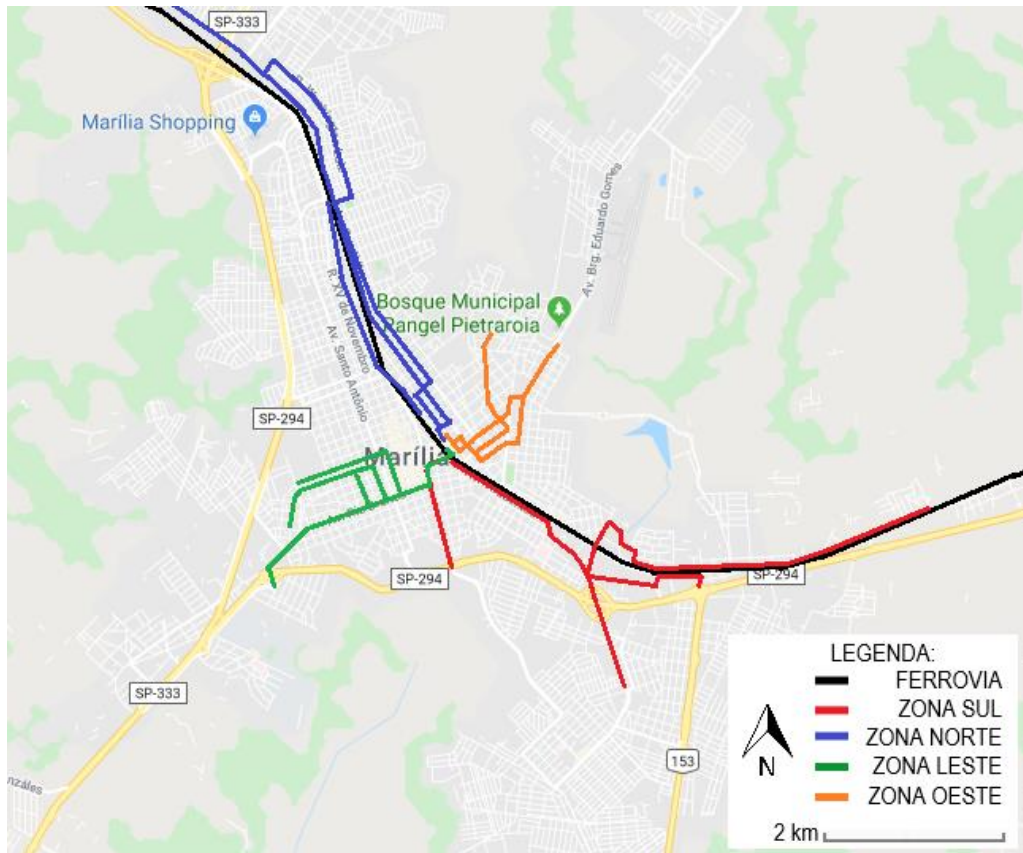 SP-333
Marília Shopping
Av. Brg. Eduardo Gomes
Bosque Municipal
Rangel Pietraroia
R. XV de Novembro
Av. Santo Antônio
SP-294
Marília
SP-294
SP-294
SP-333
153
nzáles
LEGENDA:
FERROVIA
ZONA SUL
ZONA NORTE
ZONA LESTE
ZONA OESTE
N
2 km